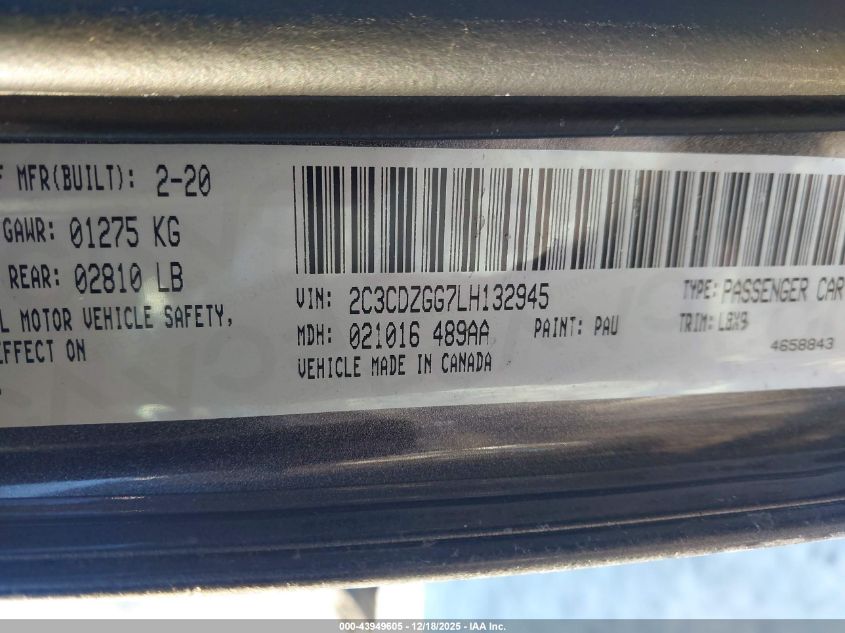 F MFR(BUILT): 2-20
GAWR: 01275 KG
REAR: 02810 LB
L MOTOR VEHICLE SAFETY,
EFFECT ON
VIN: 2C3CDZGG7LH132945
TYPE: PASSENGER CAR
MDH: 021016 489AA
PAINT: PAU
TRIM: L8X9
VEHICLE MADE IN CANADA
4658843
000-43949605 - 12/18/2025 - IAA Inc.